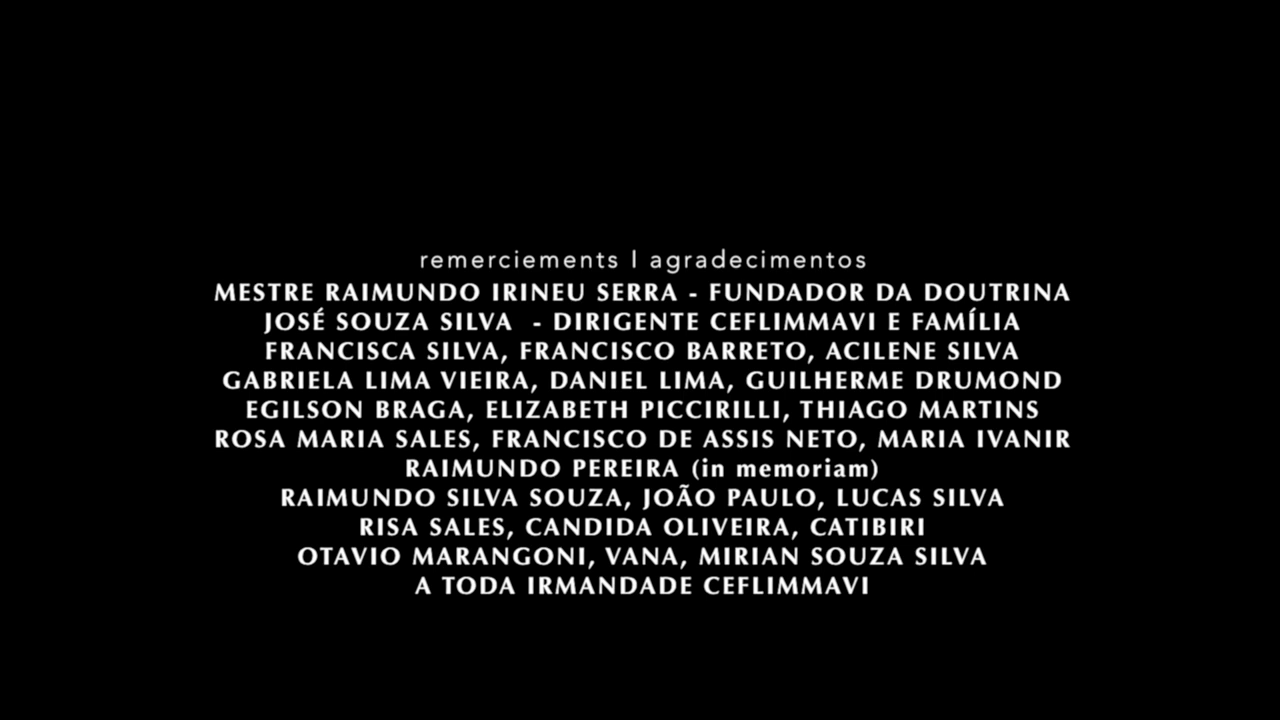 remerciements I agradecimentos
MESTRE RAIMUNDO IRINEU SERRA - FUNDADOR DA DOUTRINA
JOSÉ SOUZA SILVA - DIRIGENTE CEFLIMMAVI E FAMÍLIA
FRANCISCA SILVA, FRANCISCO BARRETO, ACILENE SILVA
GABRIELA LIMA VIEIRA, DANIEL LIMA, GUILHERME DRUMOND
EGILSON BRAGA, ELIZABETH PICCIRILLI, THIAGO MARTINS
ROSA MARIA SALES, FRANCISCO DE ASSIS NETO, MARIA IVANIR
RAIMUNDO PEREIRA (in memoriam)
RAIMUNDO SILVA SOUZA, JOÃO PAULO, LUCAS SILVA
RISA SALES, CANDIDA OLIVEIRA, CATIBIRI
OTAVIO MARANGONI, VANA, MIRIAN SOUZA SILVA
A TODA IRMANDADE CEFLIMMAVI